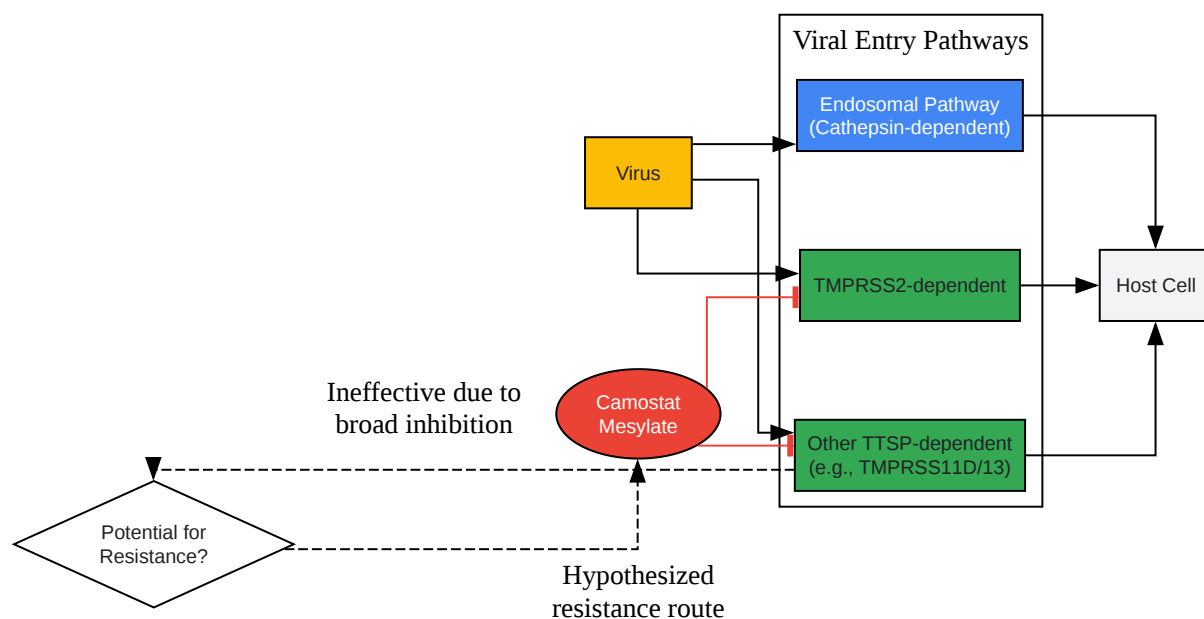 Viral Entry Pathways
Endosomal Pathway
(Cathepsin-dependent)
Virus
TMPRSS2-dependent
Host Cell
Ineffective due to
broad inhibition
Camostat
Mesylate
Other TTSP-dependent
(e.g., TMPRSS11D/13)
Potential for
Resistance?
Hypothesized
resistance route